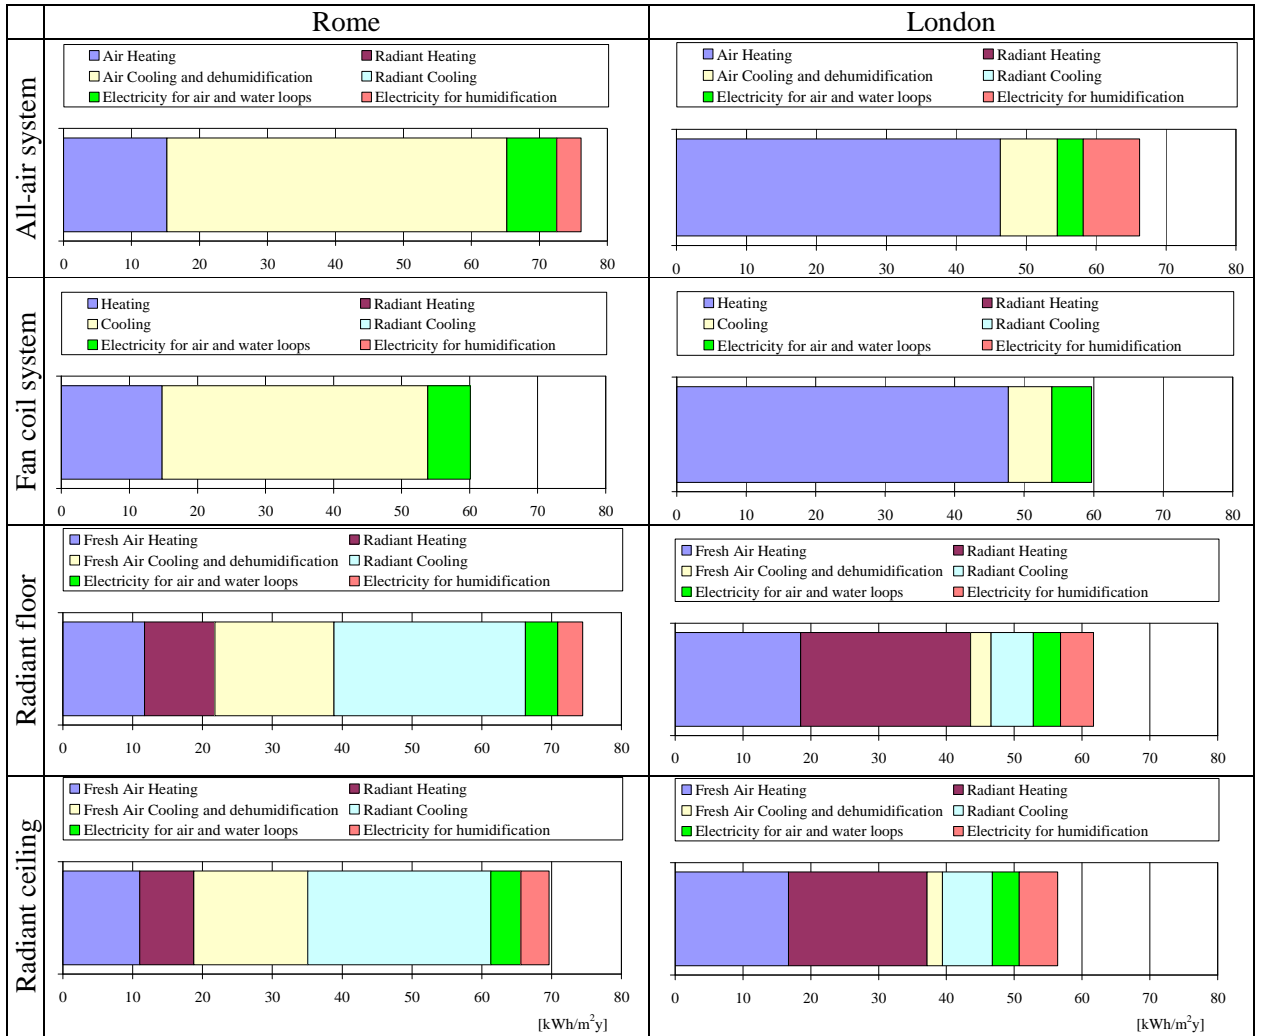 Rome London
All-air system
Air Heating Radiant Heating
Air Cooling and dehumidification Radiant Cooling
Electricity for air and water loops Electricity for humidification
0 10 20 30 40 50 60 70 80
Air Heating Radiant Heating
Air Cooling and dehumidification Radiant Cooling
Electricity for air and water loops Electricity for humidification
0 10 20 30 40 50 60 70 80
Fan coil system
Heating Radiant Heating
Cooling Radiant Cooling
Electricity for air and water loops Electricity for humidification
0 10 20 30 40 50 60 70 80
Heating Radiant Heating
Cooling Radiant Cooling
Electricity for air and water loops Electricity for humidification
0 10 20 30 40 50 60 70 80
Radiant floor
Fresh Air Heating Radiant Heating
Fresh Air Cooling and dehumidification Radiant Cooling
Electricity for air and water loops Electricity for humidification
0 10 20 30 40 50 60 70 80
Fresh Air Heating Radiant Heating
Fresh Air Cooling and dehumidification Radiant Cooling
Electricity for air and water loops Electricity for humidification
0 10 20 30 40 50 60 70 80
Radiant ceiling
Fresh Air Heating Radiant Heating
Fresh Air Cooling and dehumidification Radiant Cooling
Electricity for air and water loops Electricity for humidification
0 10 20 30 40 50 60 70 80
[kWh/m²y]
Fresh Air Heating Radiant Heating
Fresh Air Cooling and dehumidification Radiant Cooling
Electricity for air and water loops Electricity for humidification
0 10 20 30 40 50 60 70 80
[kWh/m²y]